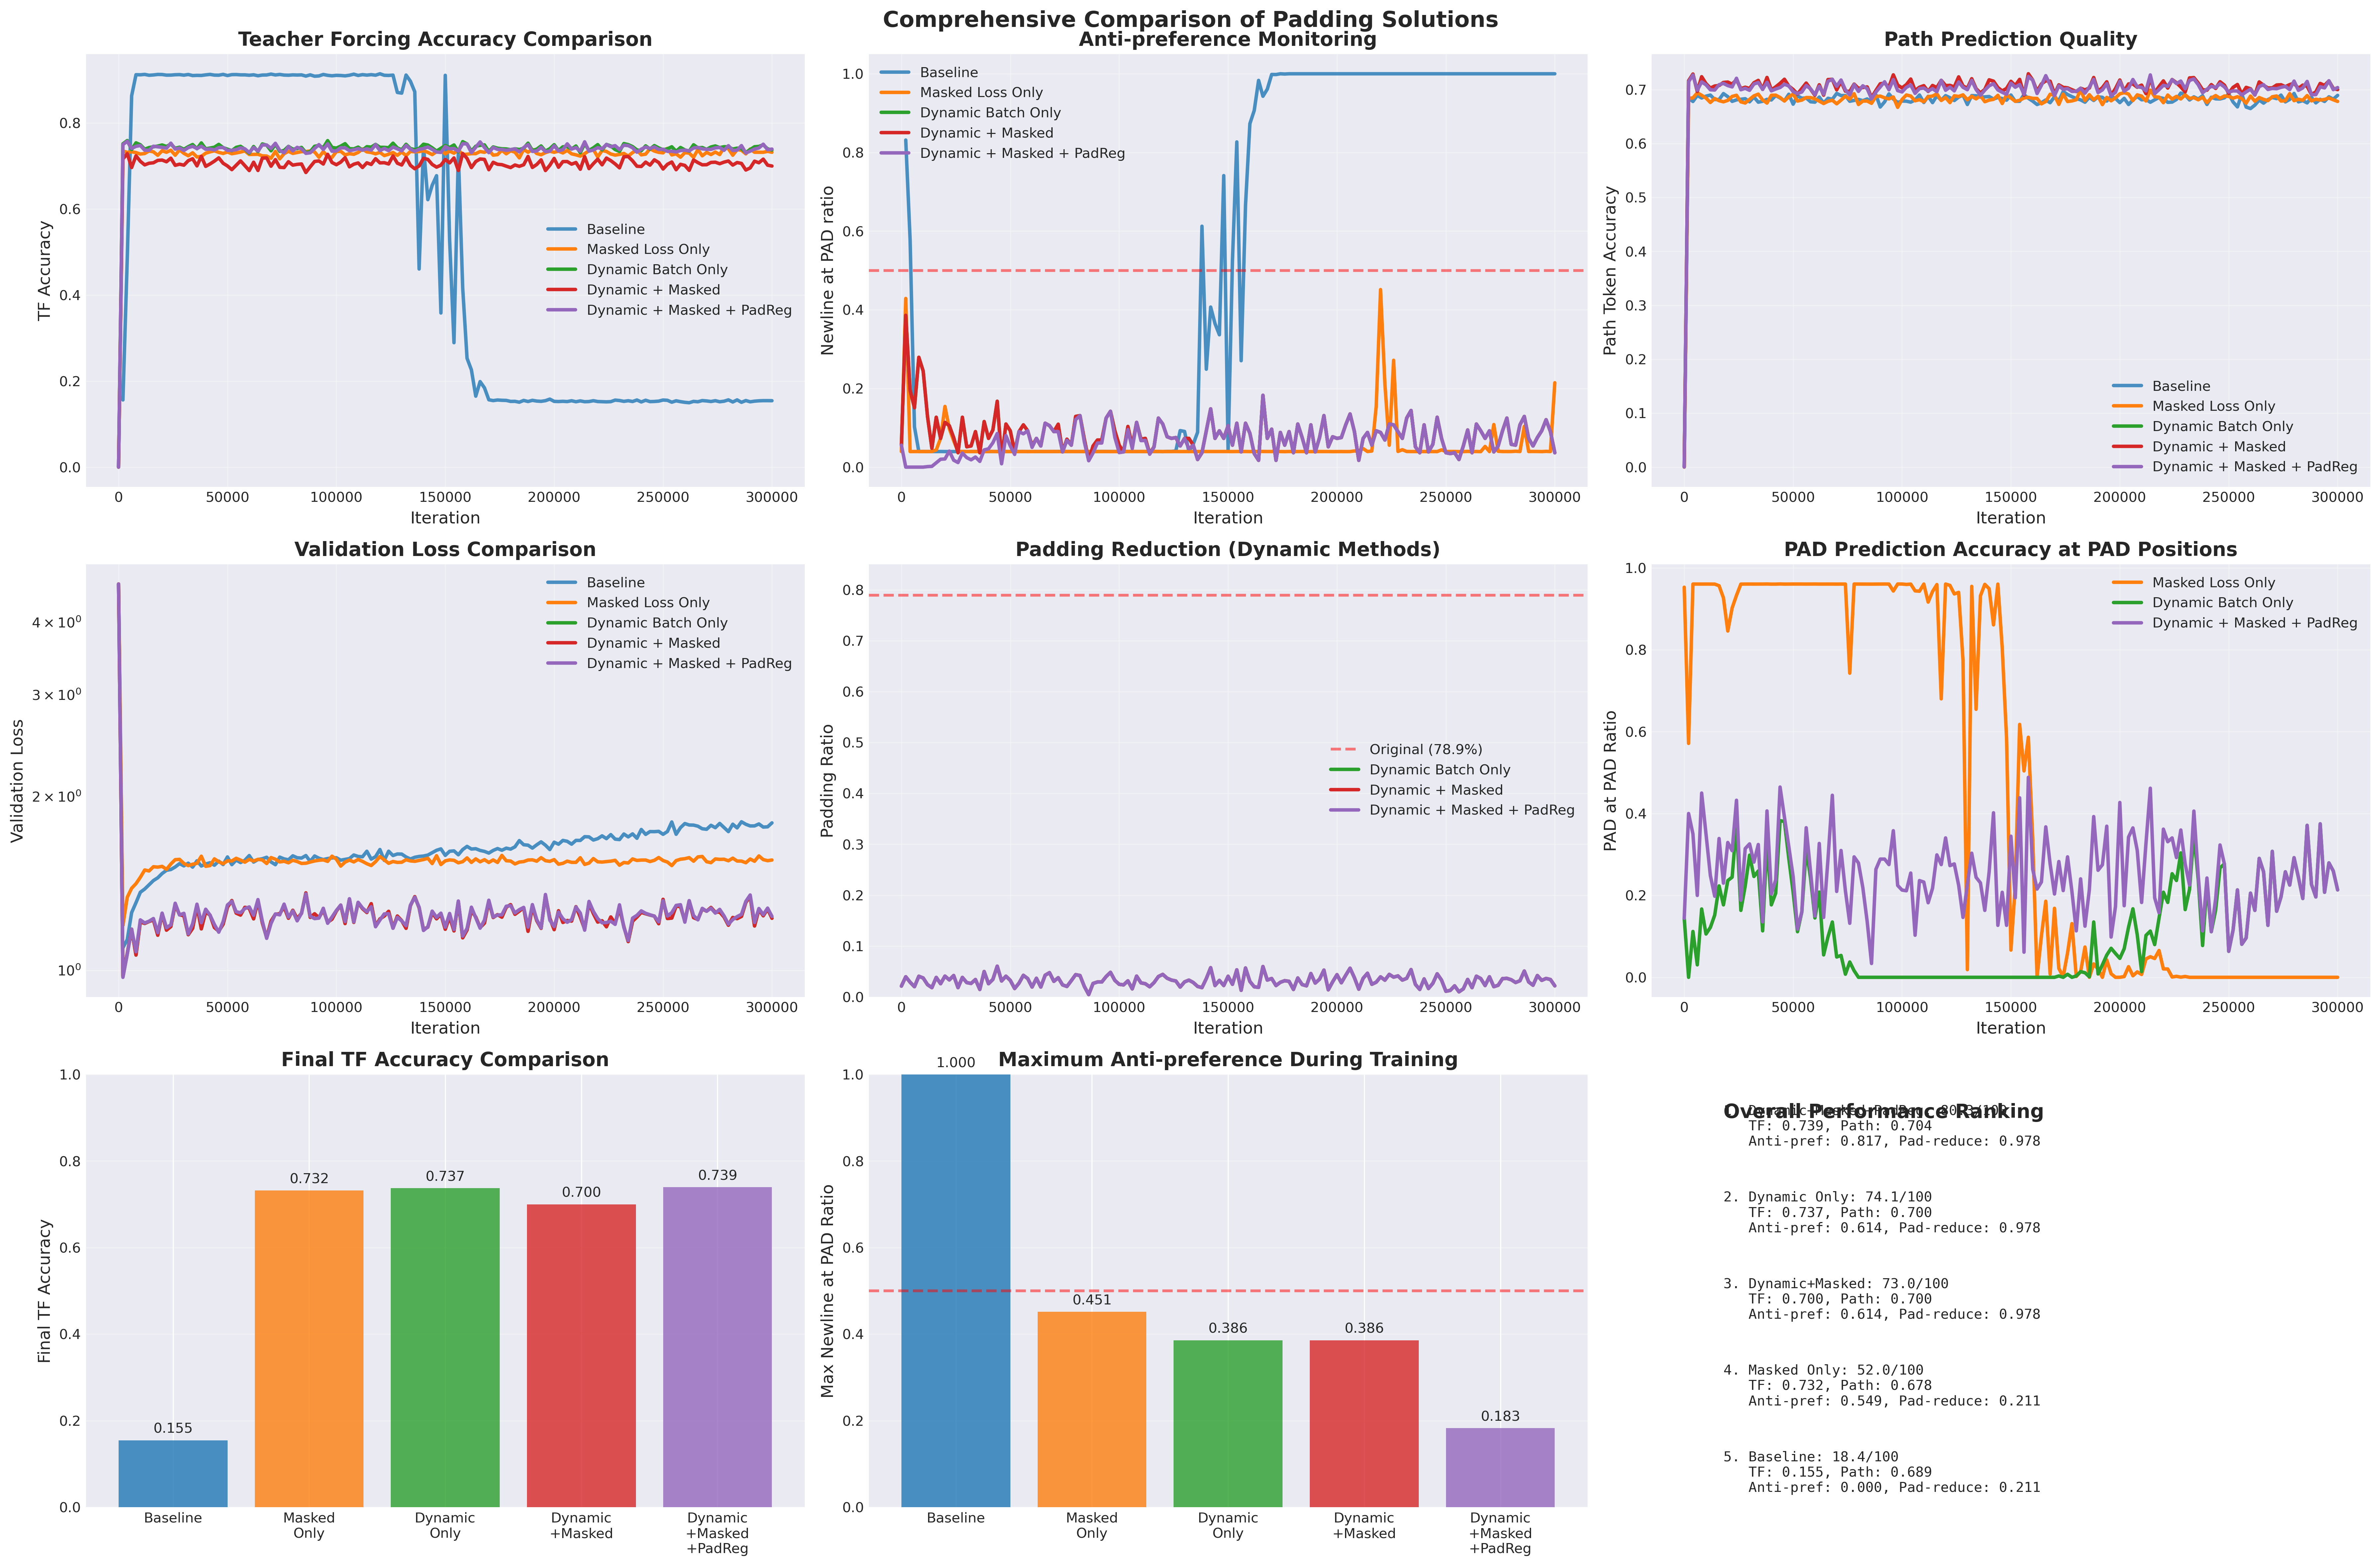 Comprehensive Comparison of Padding Solutions
Teacher Forcing Accuracy Comparison
TF Accuracy
0.8
0.6
0.4
0.2
0.0
Baseline
Masked Loss Only
Dynamic Batch Only
Dynamic + Masked
Dynamic + Masked + PadReg
0 50000 100000 150000 200000 250000 300000
Iteration
Anti-preference Monitoring
Newline at PAD ratio
1.0
0.8
0.6
0.4
0.2
0.0
Baseline
Masked Loss Only
Dynamic Batch Only
Dynamic + Masked
Dynamic + Masked + PadReg
0 50000 100000 150000 200000 250000 300000
Iteration
Path Prediction Quality
Path Token Accuracy
0.7
0.6
0.5
0.4
0.3
0.2
0.1
0.0
Baseline
Masked Loss Only
Dynamic Batch Only
Dynamic + Masked
Dynamic + Masked + PadReg
0 50000 100000 150000 200000 250000 300000
Iteration
Validation Loss Comparison
Validation Loss
4 × 10⁰
3 × 10⁰
2 × 10⁰
10⁰
Baseline
Masked Loss Only
Dynamic Batch Only
Dynamic + Masked
Dynamic + Masked + PadReg
0 50000 100000 150000 200000 250000 300000
Iteration
Padding Reduction (Dynamic Methods)
Padding Ratio
0.8
0.7
0.6
0.5
0.4
0.3
0.2
0.1
0.0
Original (78.9%)
Dynamic Batch Only
Dynamic + Masked
Dynamic + Masked + PadReg
0 50000 100000 150000 200000 250000 300000
Iteration
PAD Prediction Accuracy at PAD Positions
PAD at PAD Ratio
1.0
0.8
0.6
0.4
0.2
0.0
Masked Loss Only
Dynamic Batch Only
Dynamic + Masked + PadReg
0 50000 100000 150000 200000 250000 300000
Iteration
Final TF Accuracy Comparison
Final TF Accuracy
1.0
0.8
0.6
0.4
0.2
0.0
0.155
0.732
0.737
0.700
0.739
Baseline
Masked
Only
Dynamic
Only
Dynamic
+Masked
Dynamic
+Masked
+PadReg
Maximum Anti-preference During Training
Max Newline at PAD Ratio
1.0
0.8
0.6
0.4
0.2
0.0
1.000
0.451
0.386
0.386
0.183
Baseline
Masked
Only
Dynamic
Only
Dynamic
+Masked
Dynamic
+Masked
+PadReg
Overall Performance Ranking
TF: 0.739, Path: 0.704
Anti-pref: 0.817, Pad-reduce: 0.978
2. Dynamic Only: 74.1/100
TF: 0.737, Path: 0.700
Anti-pref: 0.614, Pad-reduce: 0.978
3. Dynamic+Masked: 73.0/100
TF: 0.700, Path: 0.700
Anti-pref: 0.614, Pad-reduce: 0.978
4. Masked Only: 52.0/100
TF: 0.732, Path: 0.678
Anti-pref: 0.549, Pad-reduce: 0.211
5. Baseline: 18.4/100
TF: 0.155, Path: 0.689
Anti-pref: 0.000, Pad-reduce: 0.211